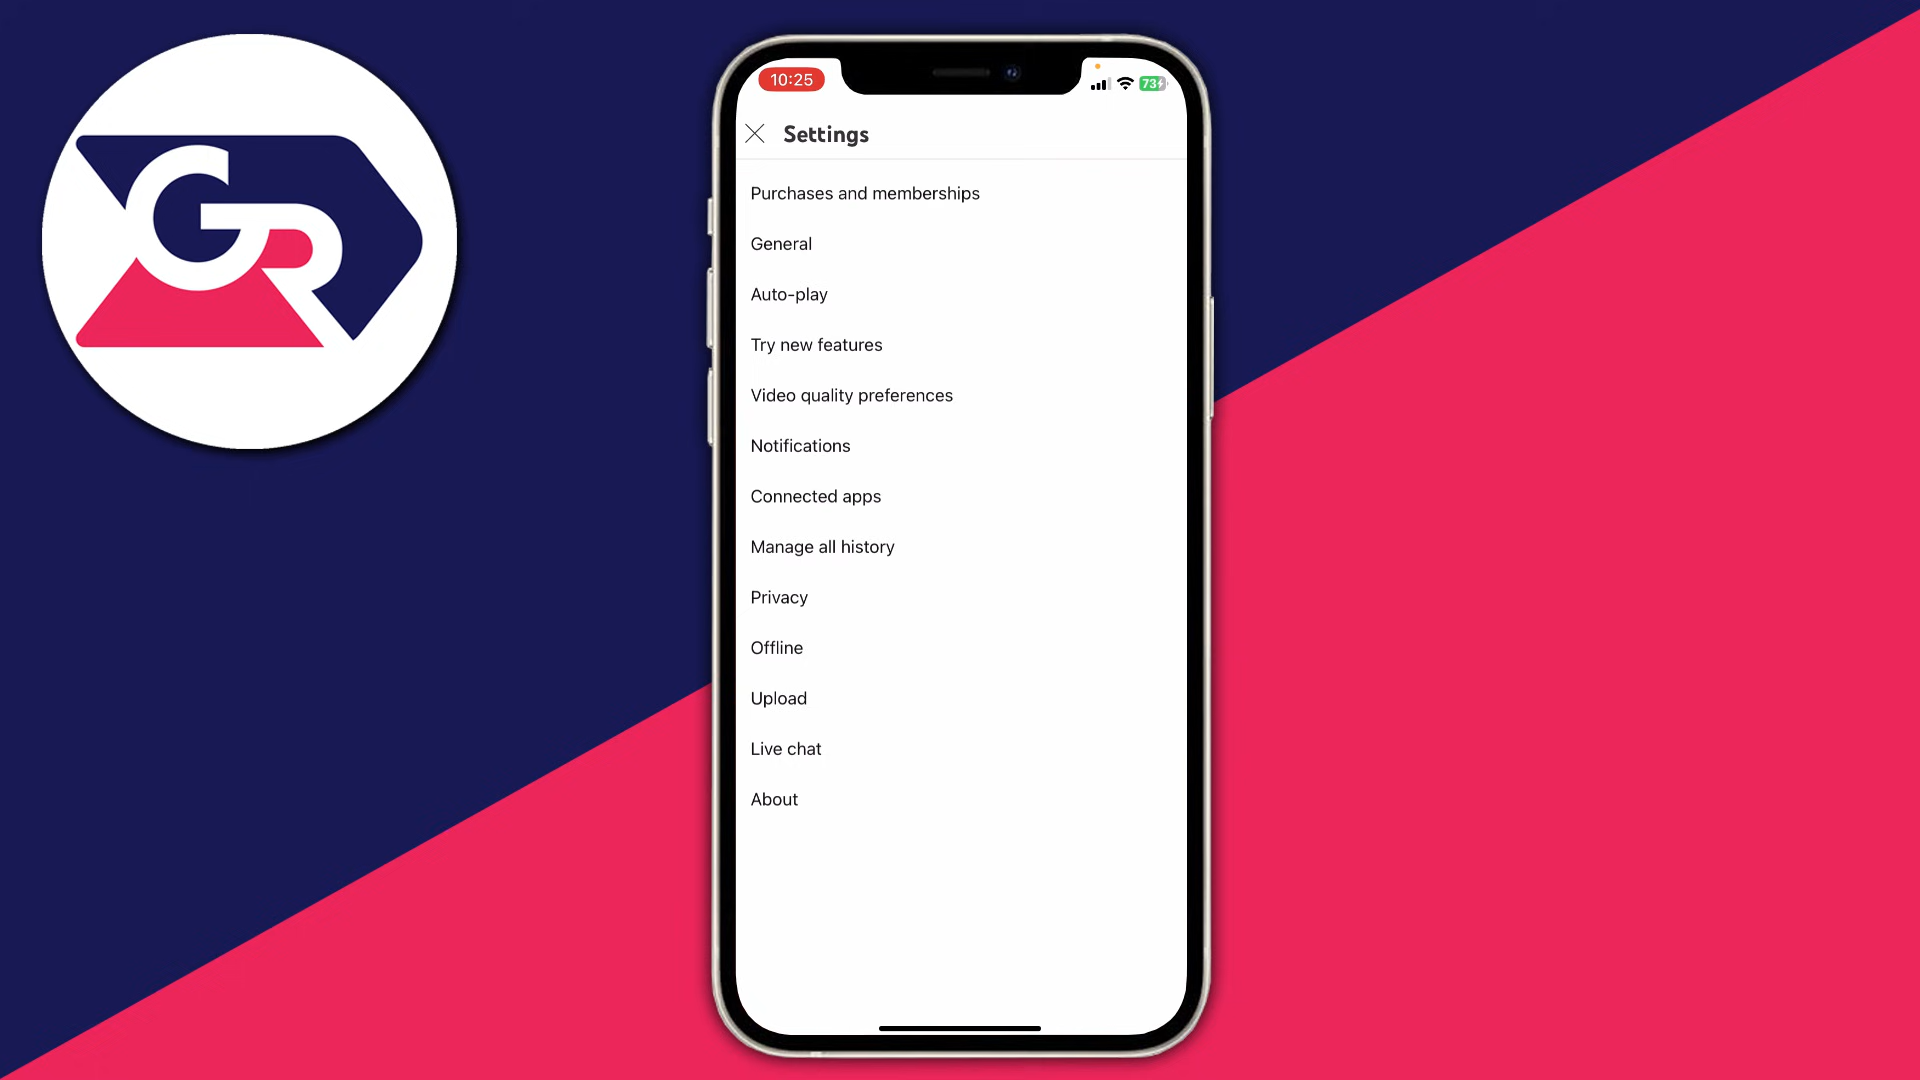 GR
10:25
73
Settings
Purchases and memberships
General
Auto-play
Try new features
Video quality preferences
Notifications
Connected apps
Manage all history
Privacy
Offline
Upload
Live chat
About